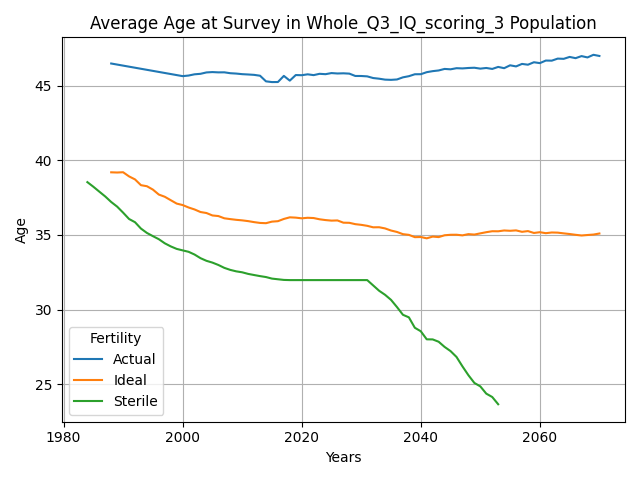 Average Age at Survey in Whole_Q3_IQ_scoring_3 Population
Age
45
40
35
30
25
Fertility
Actual
Ideal
Sterile
1980
2000
2020
2040
2060
Years